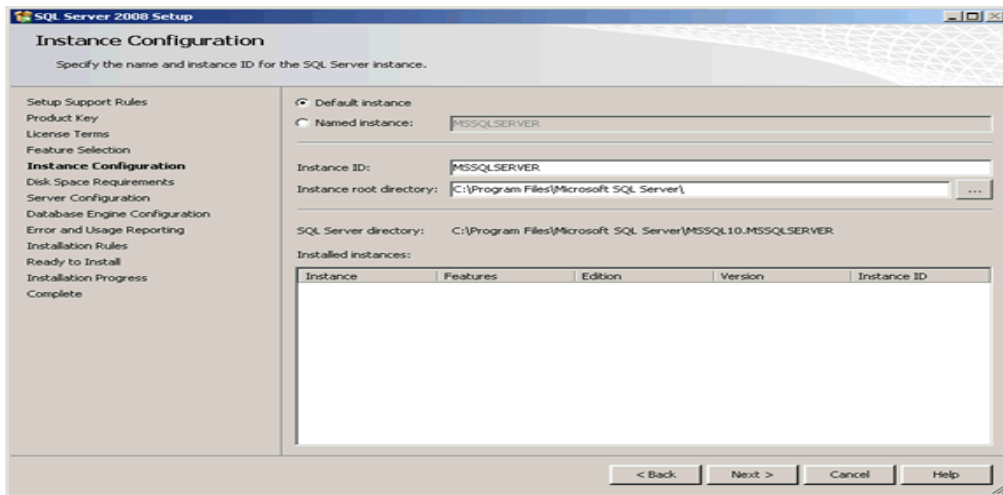 SQL Server 2008 Setup
Instance Configuration
Specify the name and instance ID for the SQL Server instance.
Setup Support Rules
Product Key
License Terms
Feature Selection
Instance Configuration
Disk Space Requirements
Server Configuration
Database Engine Configuration
Error and Usage Reporting
Installation Rules
Ready to Install
Installation Progress
Complete
Default instance
Named instance: MSSQLSERVER
Instance ID: MSSQLSERVER
Instance root directory: C:\Program Files\Microsoft SQL Server\ ...
SQL Server directory: C:\Program Files\Microsoft SQL Server\MSSQL10.MSSQLSERVER
Installed instances:
Instance Features Edition Version Instance ID
< Back Next > Cancel Help